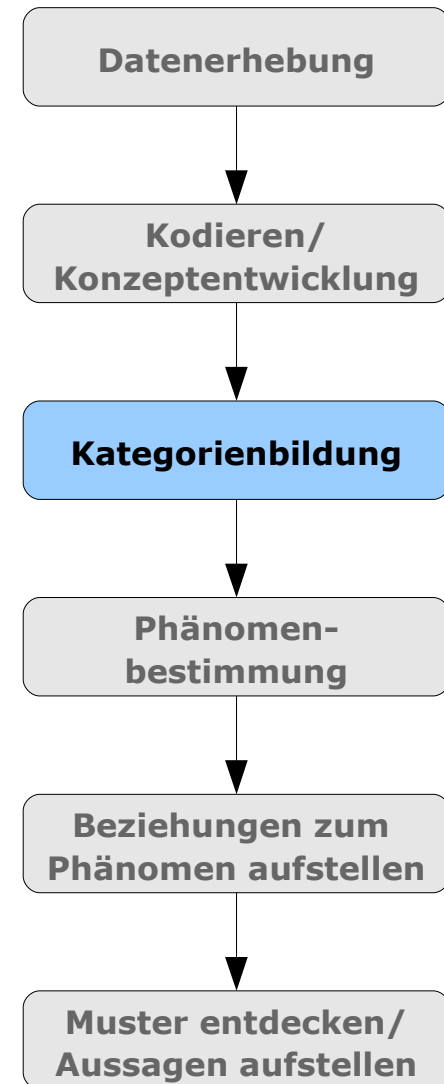 Datenerhebung
Kodieren/
Konzeptentwicklung
Kategorienbildung
Phänomen-
bestimmung
Beziehungen zum
Phänomen aufstellen
Muster entdecken/
Aussagen aufstellen